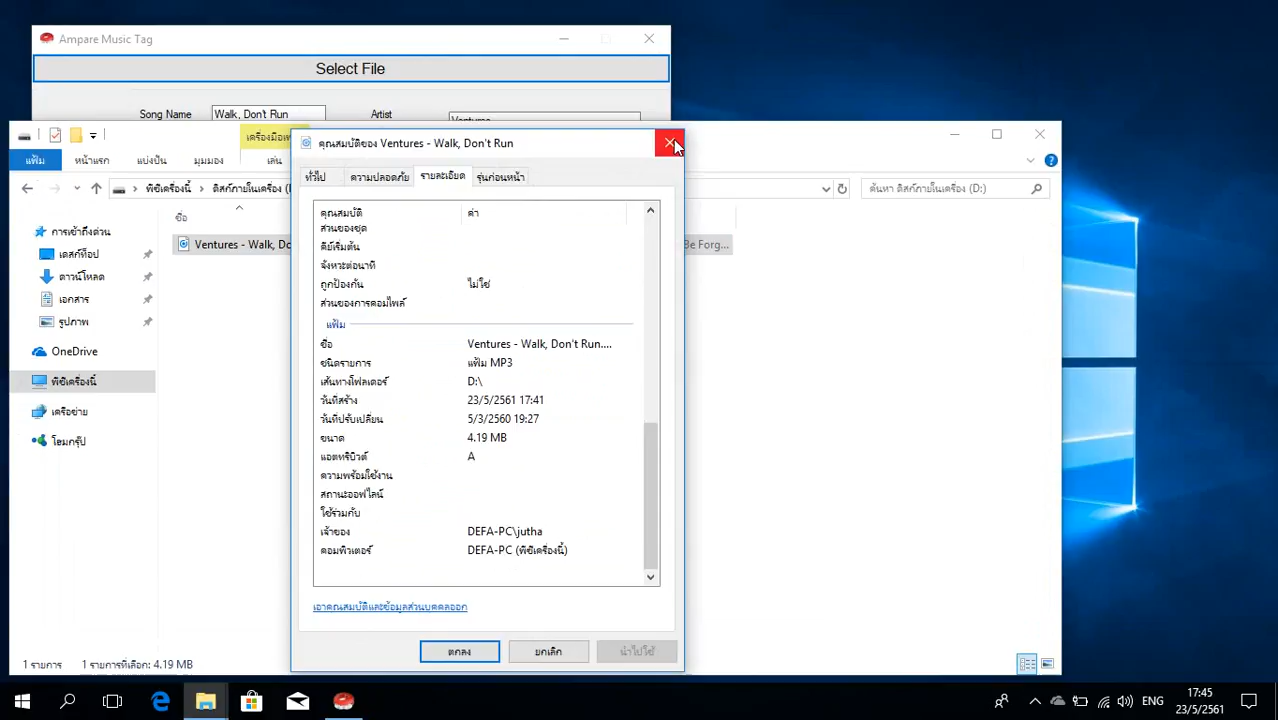 Ampare Music Tag
Select File
Song Name
Walk, Don't Run
Artist
Ventures
เครื่องมือเพ
แฟ้ม
หน้าแรก
แบ่งปัน
มุมมอง
เล่น
พีซีเครื่องนี้ > ดิสก์ภายในเครื่อง (
ค้นหา ดิสก์ภายในเครื่อง (D:)
การเข้าถึงด่วน
เดสก์ท็อป
ดาวน์โหลด
เอกสาร
รูปภาพ
OneDrive
พีซีเครื่องนี้
เครือข่าย
โฮมกรุ๊ป
ชื่อ
Ventures - Walk, Do
Be Forg...
คุณสมบัติของ Ventures - Walk, Don't Run
ทั่วไป
ความปลอดภัย
รายละเอียด
รุ่นก่อนหน้า
คุณสมบัติ ค่า
ส่วนของชุด
คีย์เริ่มต้น
จังหวะต่อนาที
ถูกป้องกัน ไม่ใช่
ส่วนของการคอมไพล์
แฟ้ม
ชื่อ Ventures - Walk, Don't Run....
ชนิดรายการ แฟ้ม MP3
เส้นทางโฟลเดอร์ D:\
วันที่สร้าง 23/5/2561 17:41
วันที่ปรับเปลี่ยน 5/3/2560 19:27
ขนาด 4.19 MB
แอตทริบิวต์ A
ความพร้อมใช้งาน
สถานะออฟไลน์
ใช้ร่วมกับ
เจ้าของ DEFA-PC\jutha
คอมพิวเตอร์ DEFA-PC (พีซีเครื่องนี้)
เอาคุณสมบัติและข้อมูลส่วนบุคคลออก
ตกลง
ยกเลิก
นำไปใช้
1 รายการ
1 รายการที่เลือก: 4.19 MB
ENG
17:45
23/5/2561